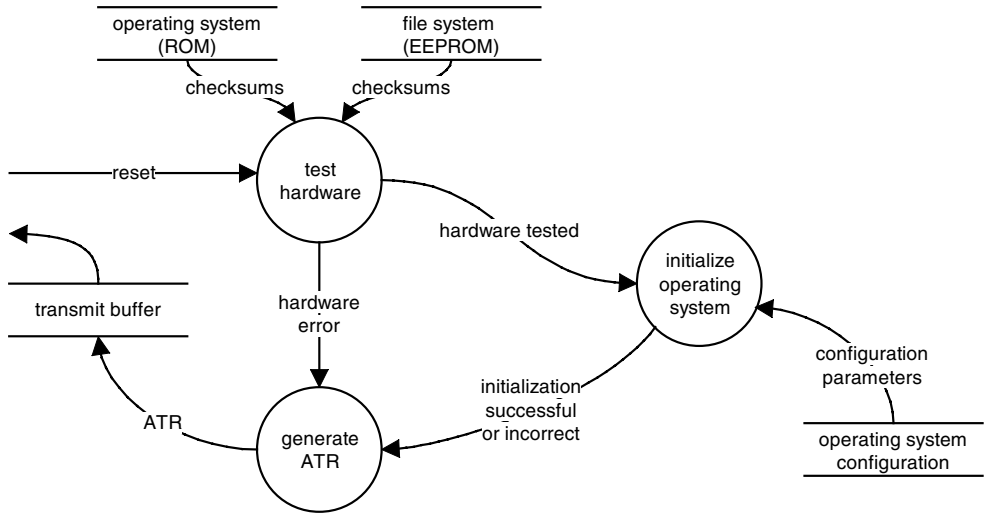 operating system
(ROM)
file system
(EEPROM)
checksums
checksums
reset
test
hardware
hardware tested
initialize
operating
system
transmit buffer
hardware
error
configuration
parameters
initialization
successful
or incorrect
ATR
generate
ATR
operating system
configuration